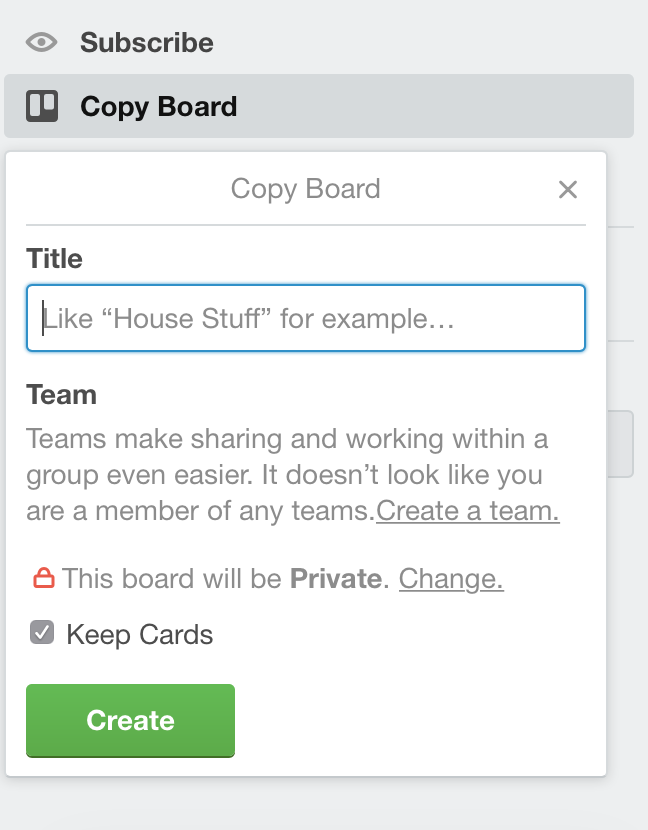 Subscribe
Copy Board
Copy Board
Title
Like “House Stuff” for example…
Team
Teams make sharing and working within a
group even easier. It doesn’t look like you
are a member of any teams.Create a team.
This board will be Private. Change.
Keep Cards
Create